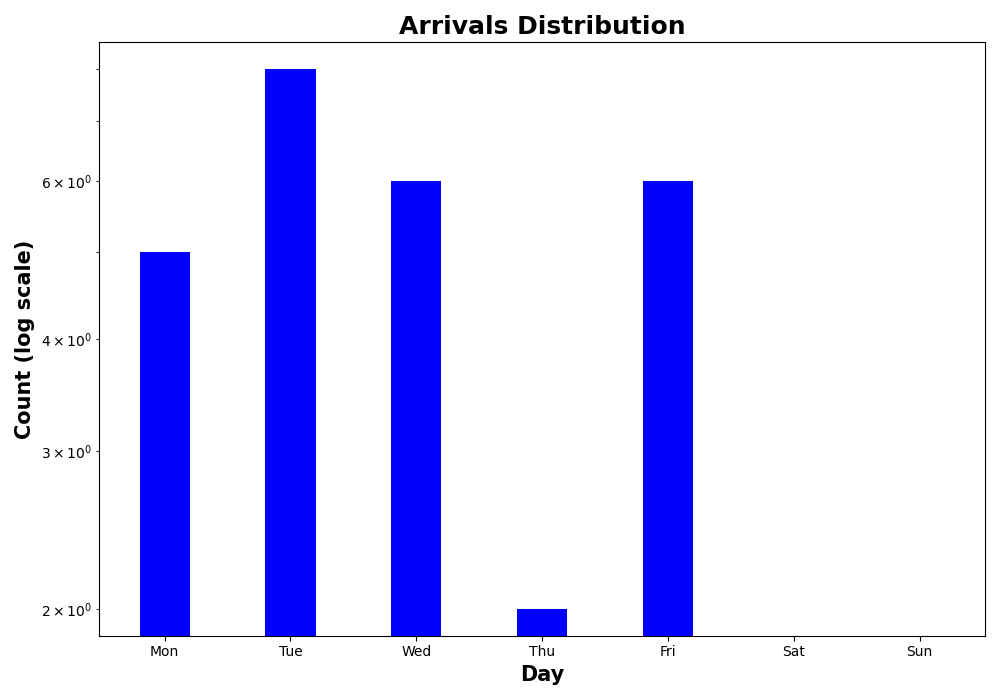 Arrivals Distribution
6 × 10⁰
4 × 10⁰
3 × 10⁰
2 × 10⁰
Count (log scale)
Mon Tue Wed Thu Fri Sat Sun
Day